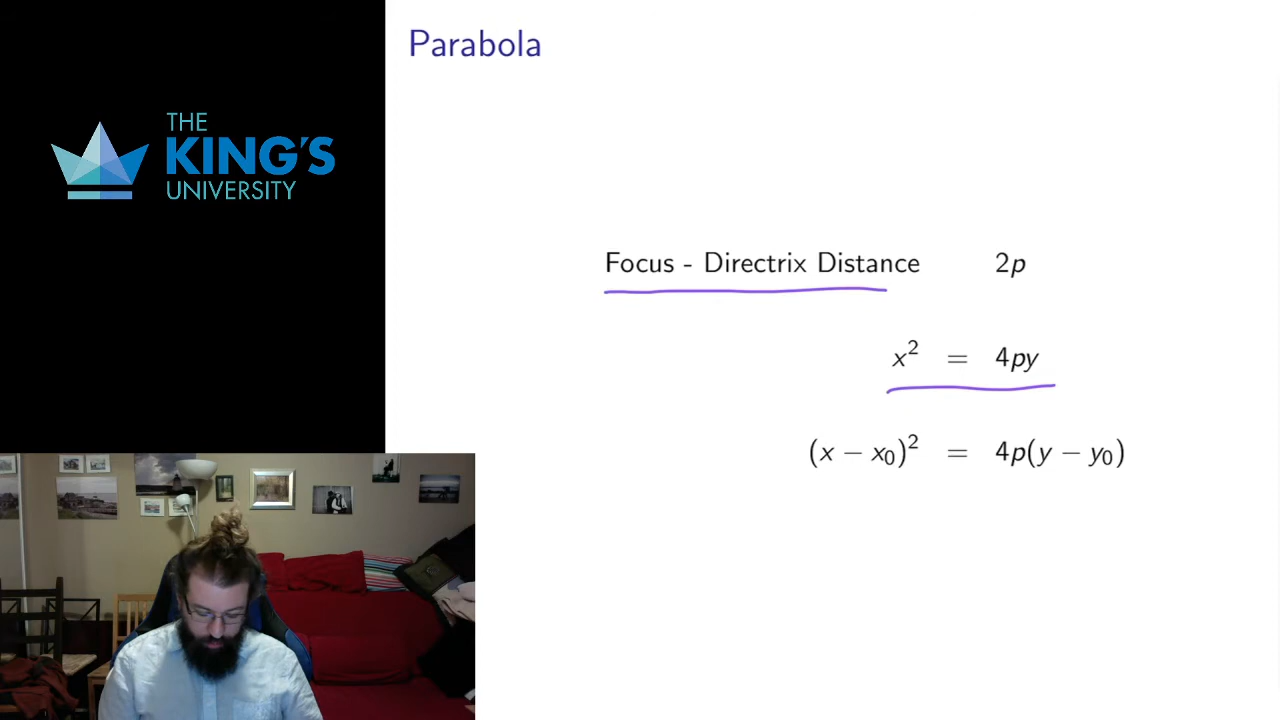 Parabola
THE
KING'S
UNIVERSITY
Focus - Directrix Distance 2p
x² = 4py
(x − x₀)² = 4p(y − y₀)